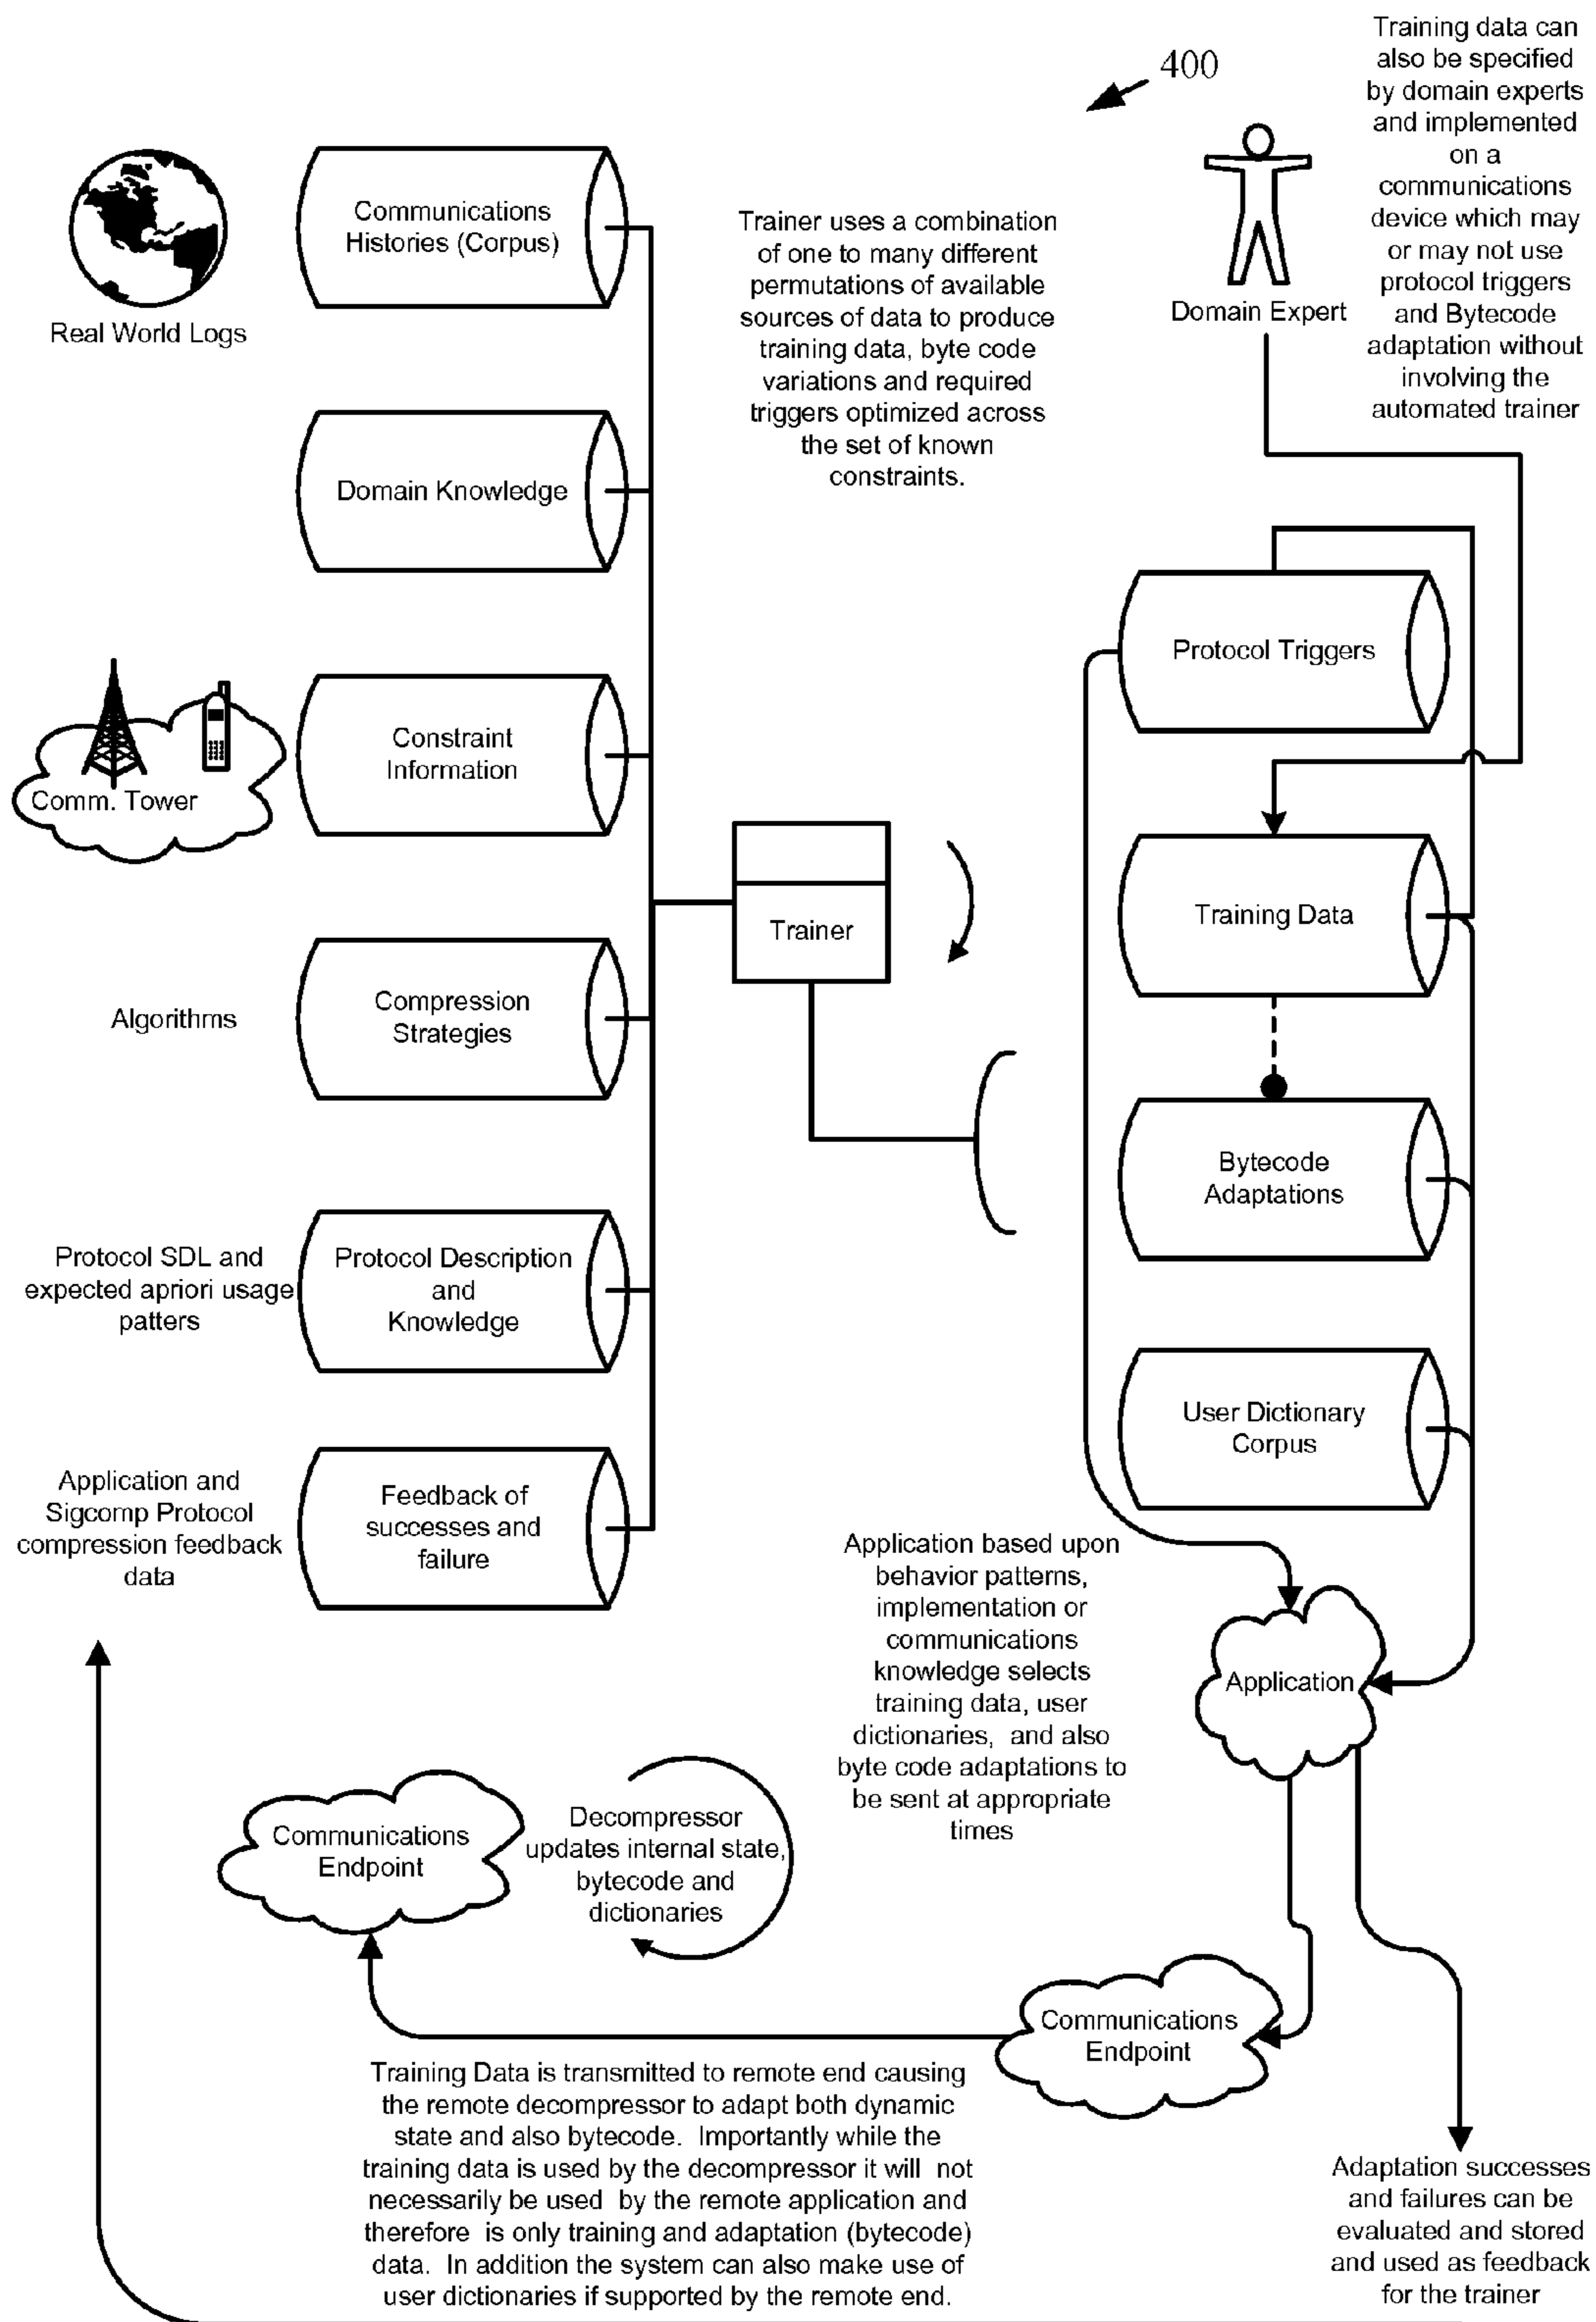 400
Training data can
also be specified
by domain experts
and implemented
on a
communications
device which may
or may not use
protocol triggers
and Bytecode
adaptation without
involving the
automated trainer
Domain Expert
Real World Logs
Communications
Histories (Corpus)
Trainer uses a combination
of one to many different
permutations of available
sources of data to produce
training data, byte code
variations and required
triggers optimized across
the set of known
constraints.
Domain Knowledge
Comm. Tower
Constraint
Information
Algorithms
Compression
Strategies
Protocol SDL and
expected apriori usage
patters
Protocol Description
and
Knowledge
Application and
Sigcomp Protocol
compression feedback
data
Feedback of
successes and
failure
Trainer
Protocol Triggers
Training Data
Bytecode
Adaptations
User Dictionary
Corpus
Application based upon
behavior patterns,
implementation or
communications
knowledge selects
training data, user
dictionaries, and also
byte code adaptations to
be sent at appropriate
times
Application
Communications
Endpoint
Decompressor
updates internal state,
bytecode and
dictionaries
Communications
Endpoint
Training Data is transmitted to remote end causing
the remote decompressor to adapt both dynamic
state and also bytecode. Importantly while the
training data is used by the decompressor it will not
necessarily be used by the remote application and
therefore is only training and adaptation (bytecode)
data. In addition the system can also make use of
user dictionaries if supported by the remote end.
Adaptation successes
and failures can be
evaluated and stored
and used as feedback
for the trainer